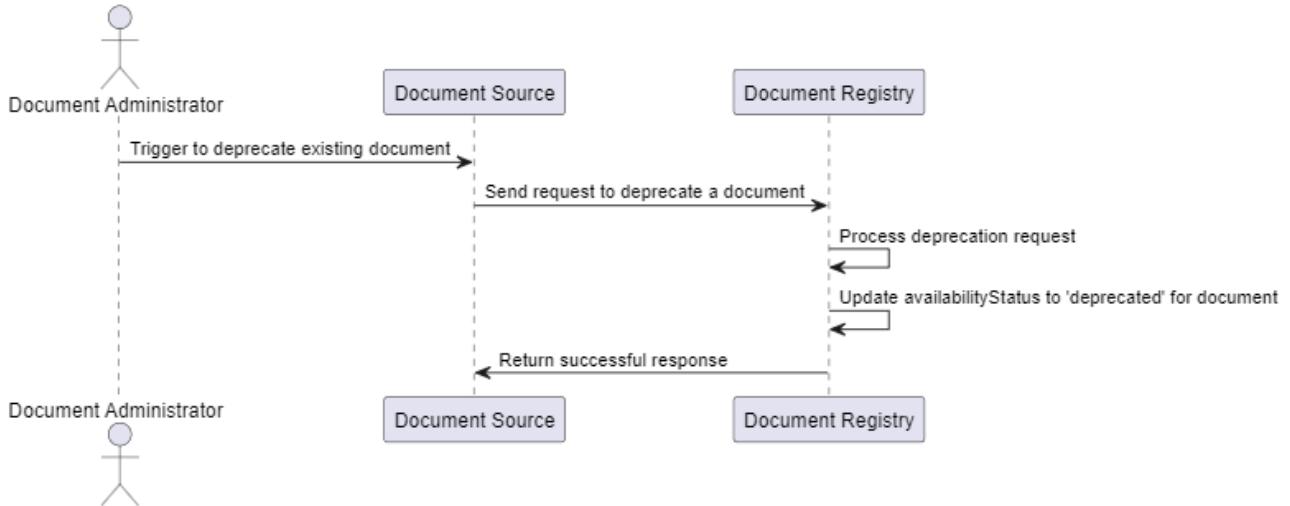 Document Administrator
Document Source
Document Registry
Trigger to deprecate existing document
Send request to deprecate a document
Process deprecation request
Update availabilityStatus to 'deprecated' for document
Return successful response
Document Administrator
Document Source
Document Registry